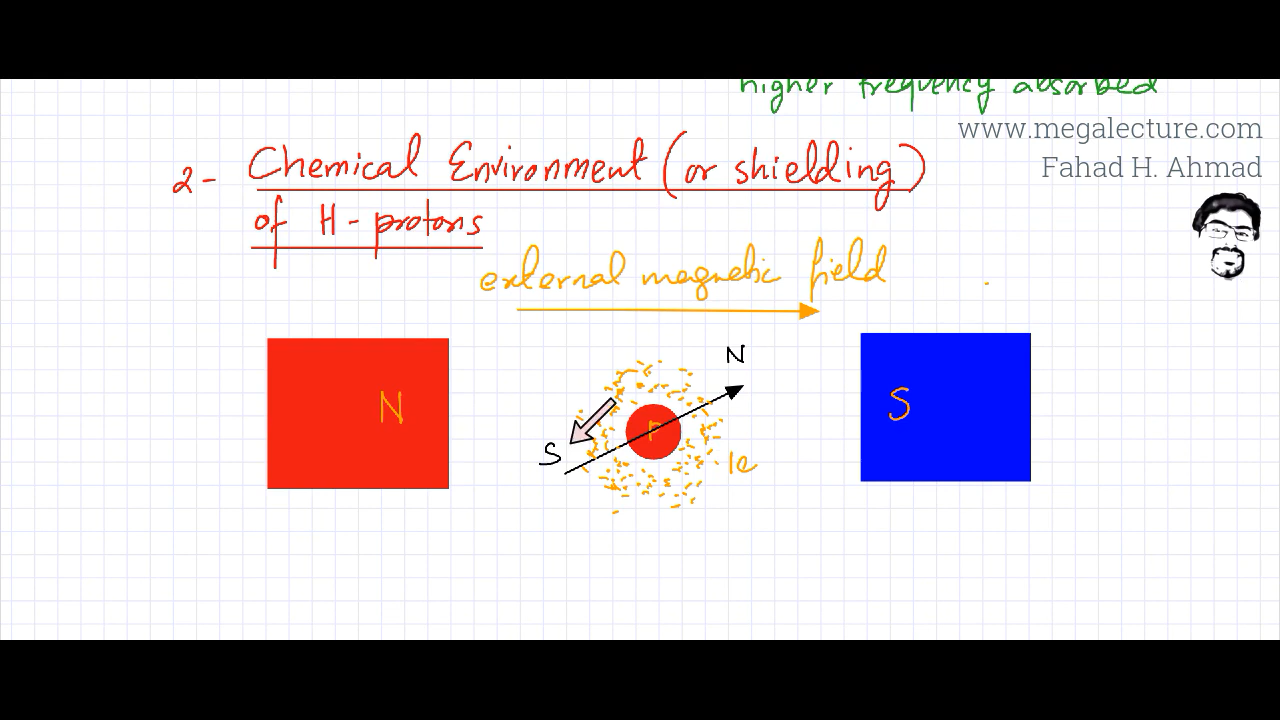 higher frequency absorbed
www.megalecture.com
Fahad H. Ahmad
2- Chemical Environment (or shielding)
of H-protons
external magnetic field
N
N
S
P
S
1e